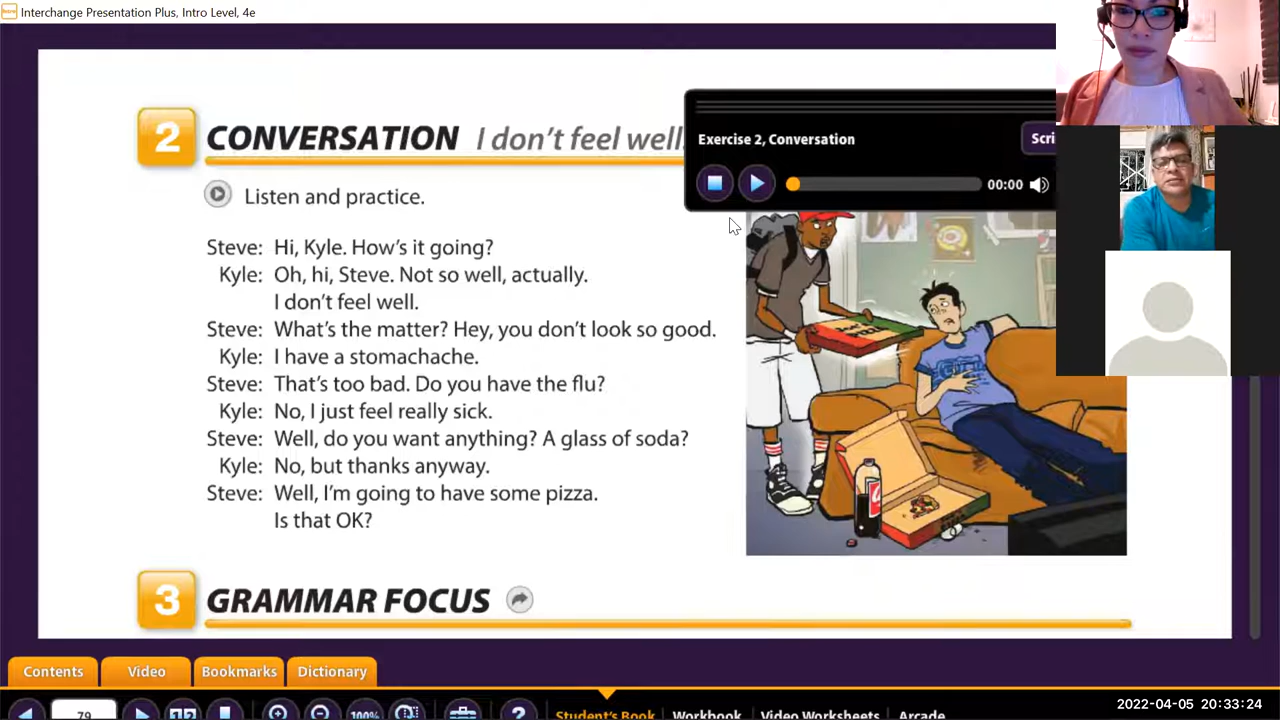 Interchange Presentation Plus, Intro Level, 4e
2 CONVERSATION I don't feel well.
Exercise 2, Conversation
Scri
00:00
Listen and practice.
Steve: Hi, Kyle. How's it going?
Kyle: Oh, hi, Steve. Not so well, actually.
I don't feel well.
Steve: What's the matter? Hey, you don't look so good.
Kyle: I have a stomachache.
Steve: That's too bad. Do you have the flu?
Kyle: No, I just feel really sick.
Steve: Well, do you want anything? A glass of soda?
Kyle: No, but thanks anyway.
Steve: Well, I'm going to have some pizza.
Is that OK?
3 GRAMMAR FOCUS
Contents Video Bookmarks Dictionary
79 100% ? Student's Book Workbook Video Worksheets Arcade
2022-04-05 20:33:24